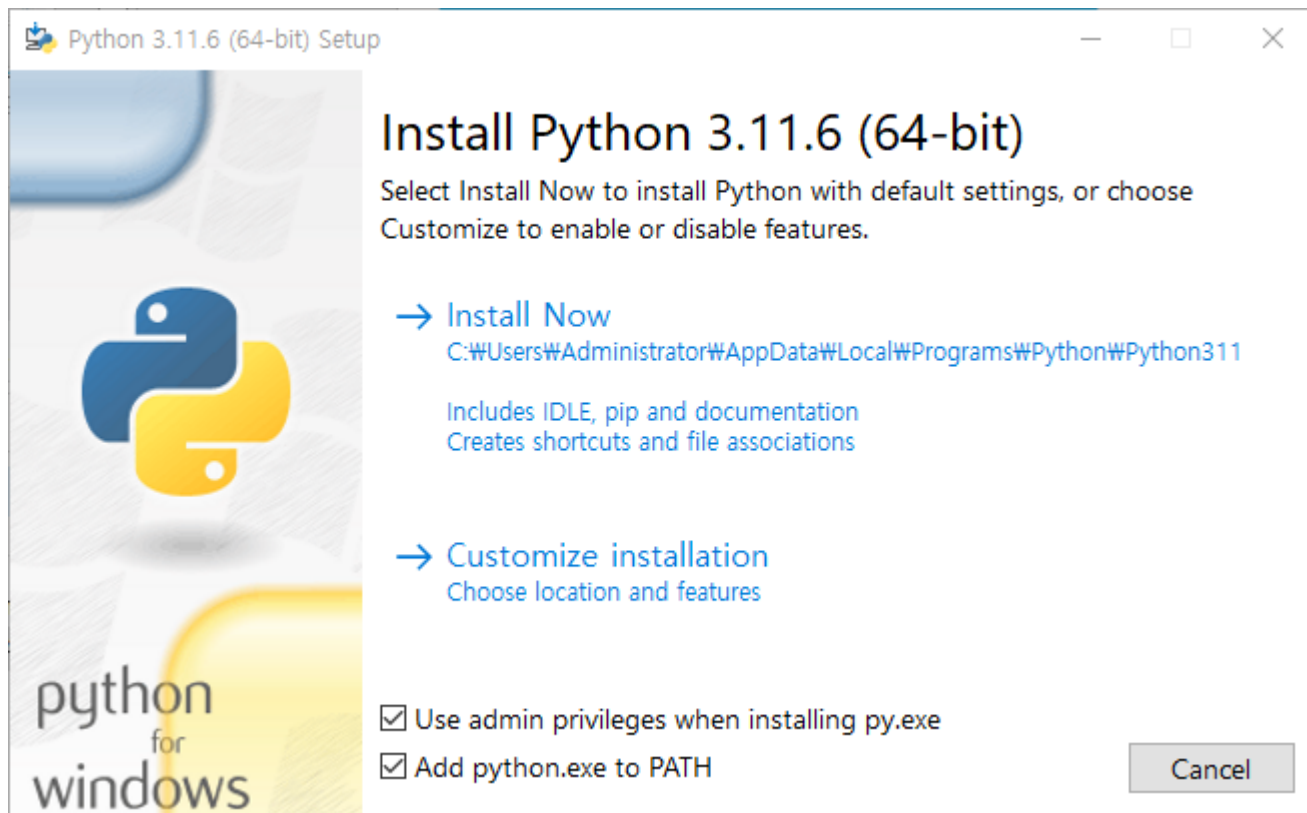 Python 3.11.6 (64-bit) Setup
Install Python 3.11.6 (64-bit)
Select Install Now to install Python with default settings, or choose
Customize to enable or disable features.
Install Now
C:₩Users₩Administrator₩AppData₩Local₩Programs₩Python₩Python311
Includes IDLE, pip and documentation
Creates shortcuts and file associations
Customize installation
Choose location and features
python
for
windows
Use admin privileges when installing py.exe
Add python.exe to PATH
Cancel